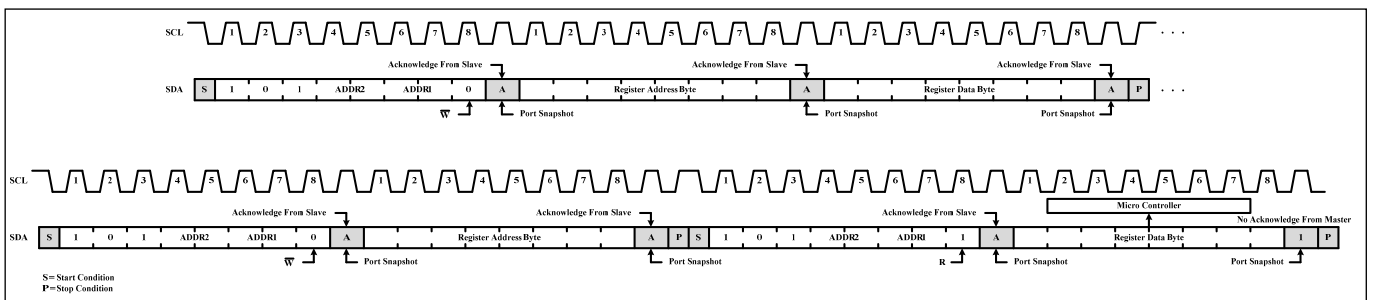 SCL 1 2 3 4 5 6 7 8 1 2 3 4 5 6 7 8 1 2 3 4 5 6 7 8 . . .
Acknowledge From Slave Acknowledge From Slave Acknowledge From Slave
SDA S 1 0 1 ADDR2 ADDR1 0 A Register Address Byte A Register Data Byte A P . . .
W Port Snapshot Port Snapshot Port Snapshot
SCL 1 2 3 4 5 6 7 8 1 2 3 4 5 6 7 8 1 2 3 4 5 6 7 8 1 2 3 4 5 6 7 8
Micro Controller
Acknowledge From Slave Acknowledge From Slave Acknowledge From Slave No Acknowledge From Master
SDA S 1 0 1 ADDR2 ADDR1 0 A Register Address Byte A P S 1 0 1 ADDR2 ADDR1 1 A Register Data Byte 1 P
W Port Snapshot Port Snapshot R Port Snapshot Port Snapshot
S=Start Condition
P=Stop Condition